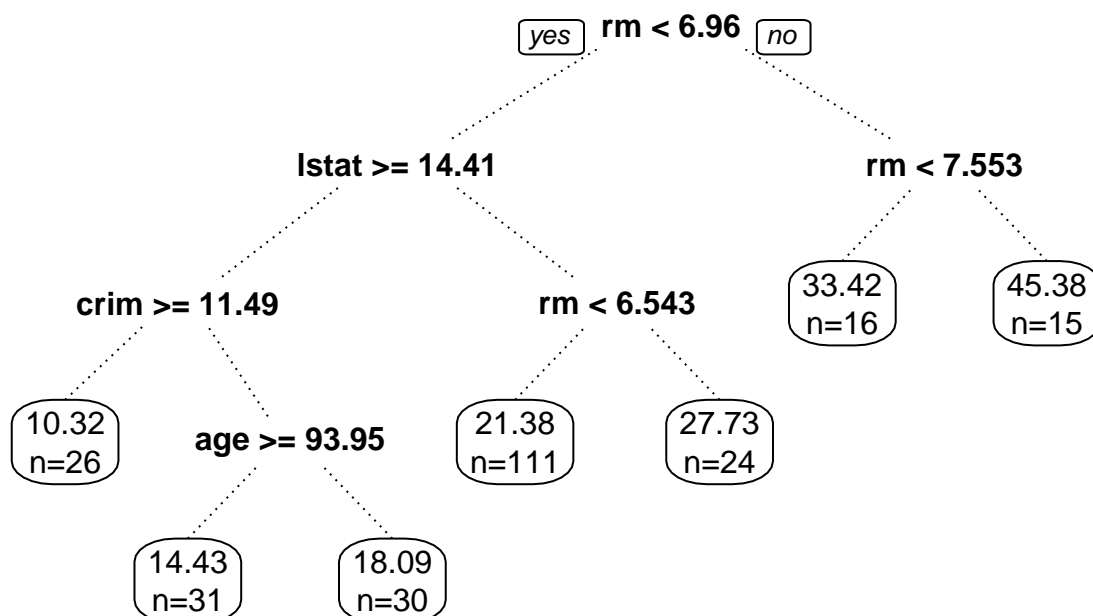 yes rm < 6.96 no
lstat >= 14.41
rm < 7.553
crim >= 11.49
rm < 6.543
33.42
n=16
45.38
n=15
10.32
n=26
age >= 93.95
21.38
n=111
27.73
n=24
14.43
n=31
18.09
n=30